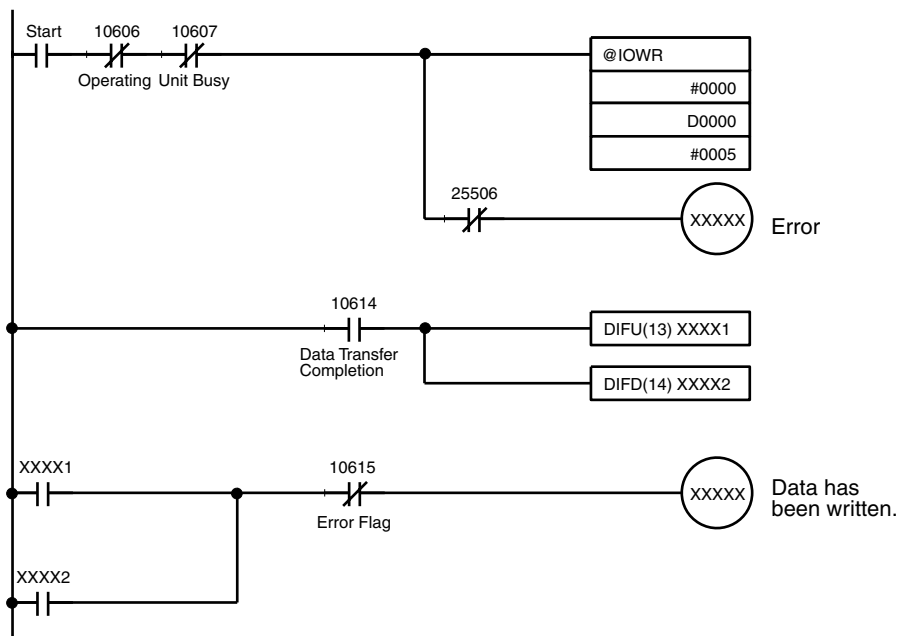 Start
10606
10607
Operating
Unit Busy
@IOWR
#0000
D0000
#0005
25506
XXXXX
Error
10614
Data Transfer
Completion
DIFU(13) XXXX1
DIFD(14) XXXX2
XXXX1
10615
Error Flag
XXXXX
Data has
been written.
XXXX2